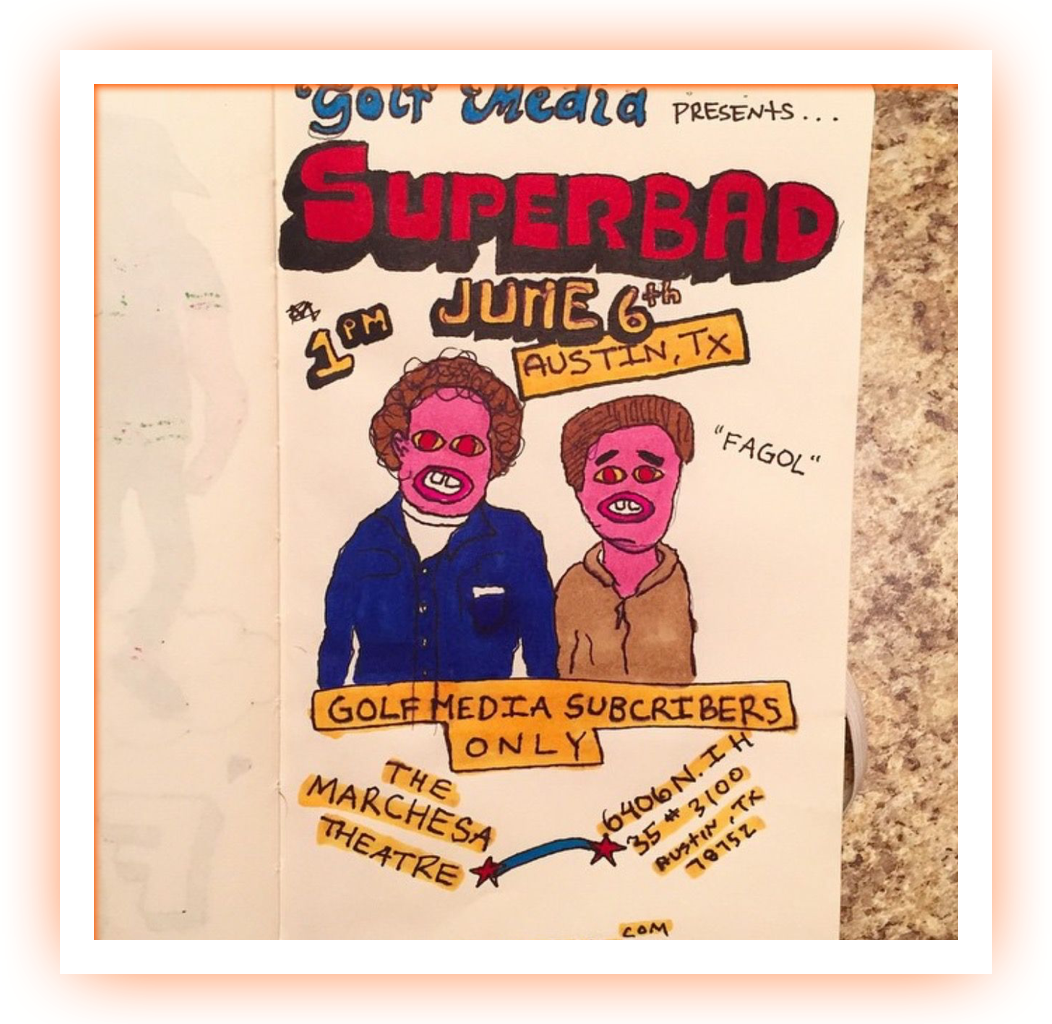 Golf Media PRESENTS...
SUPERBAD
JUNE 6th
1PM
AUSTIN, TX
"FAGOL"
GOLF MEDIA SUBCRIBERS
ONLY
THE
MARCHESA
THEATRE
6406 N. I H
35 # 3100
AUSTIN, TX
78752
COM